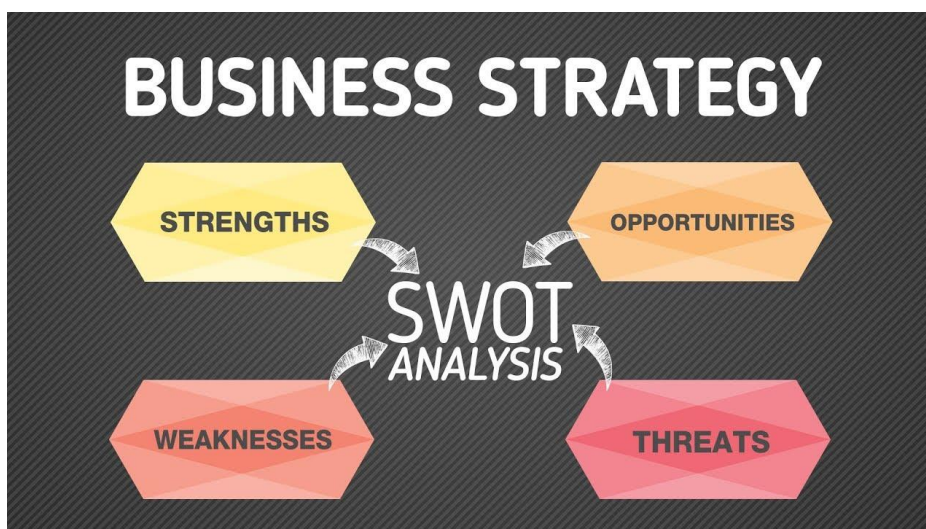 BUSINESS STRATEGY
STRENGTHS
OPPORTUNITIES
SWOT
ANALYSIS
WEAKNESSES
THREATS